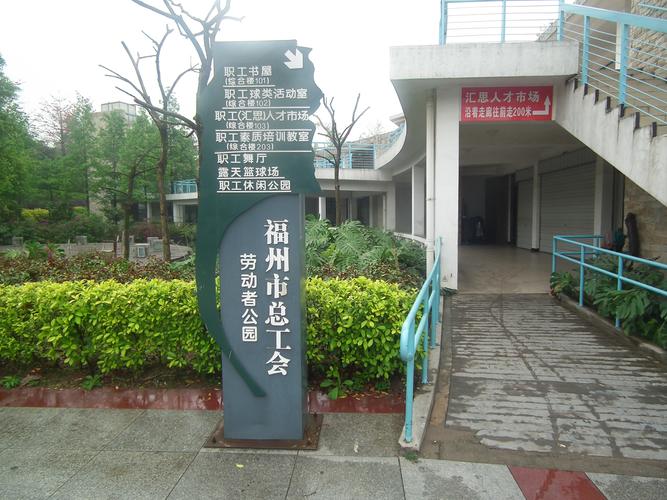 职工书屋
(综合楼101)
职工球类活动室
(综合楼102)
职工(汇思)人才市场
(综合楼103)
职工素质培训教室
(综合楼203)
职工舞厅
露天篮球场
职工休闲公园
福州市总工会
劳动者公园
汇思人才市场
沿着走廊往前走200米